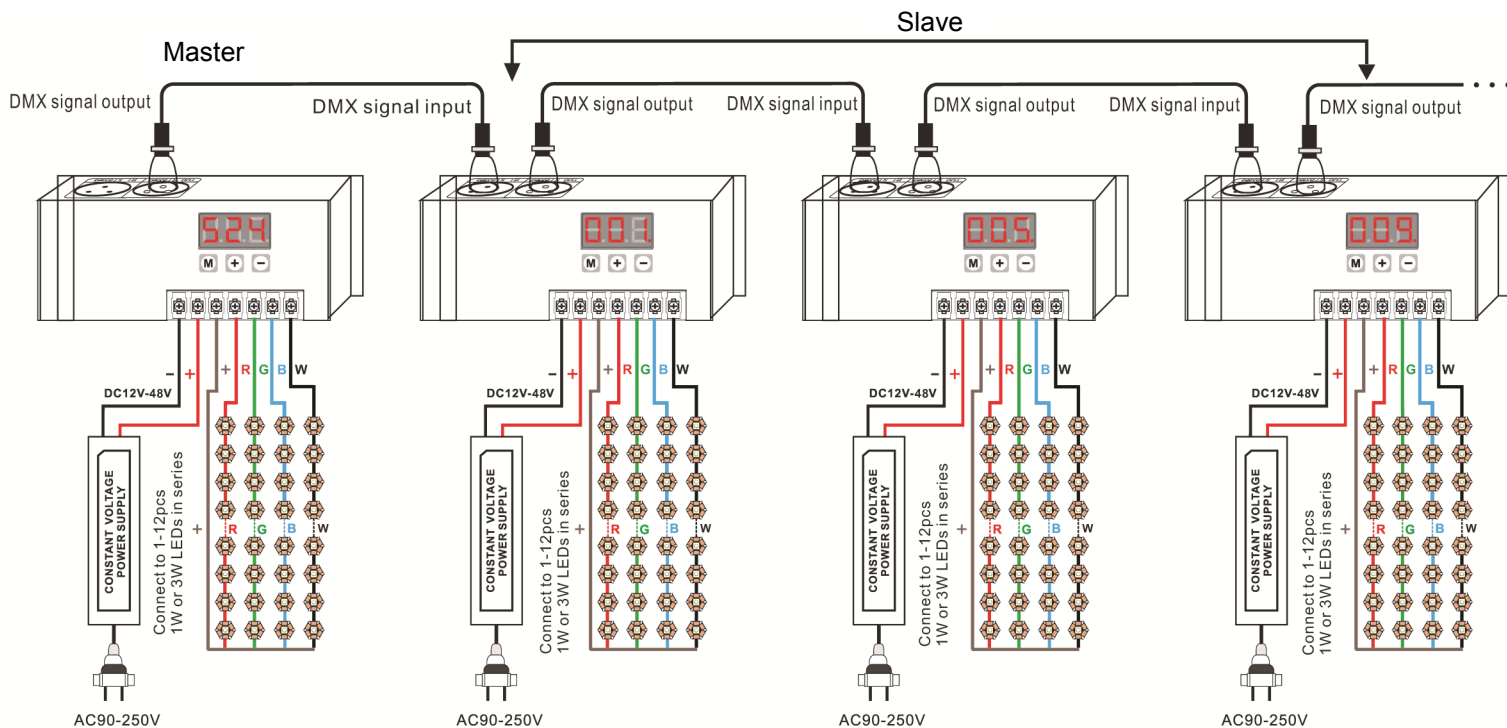 Slave
Master
DMX signal output
DMX signal input
DMX signal output
DMX signal input
DMX signal output
DMX signal input
DMX signal output
524
001.
005.
009.
M + −
M + −
M + −
M + −
− + + R G B W
− + + R G B W
− + + R G B W
− + + R G B W
DC12V-48V
DC12V-48V
DC12V-48V
DC12V-48V
CONSTANT VOLTAGE
POWER SUPPLY
Connect to 1-12pcs
1W or 3W LEDs in series
+ R G B W
CONSTANT VOLTAGE
POWER SUPPLY
Connect to 1-12pcs
1W or 3W LEDs in series
+ R G B W
CONSTANT VOLTAGE
POWER SUPPLY
Connect to 1-12pcs
1W or 3W LEDs in series
+ R G B W
CONSTANT VOLTAGE
POWER SUPPLY
Connect to 1-12pcs
1W or 3W LEDs in series
+ R G B W
AC90-250V
AC90-250V
AC90-250V
AC90-250V